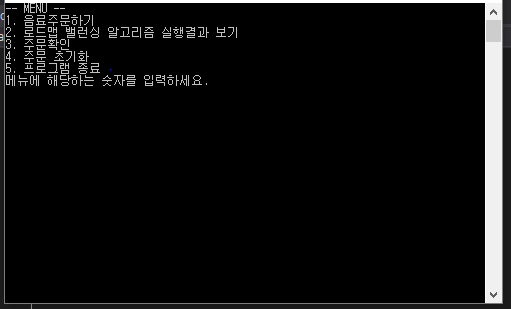 -- MENU --
1. 음료주문하기
2. 로드맵 밸런싱 알고리즘 실행결과 보기
3. 주문확인
4. 주문 초기화
5. 프로그램 종료
메뉴에 해당하는 숫자를 입력하세요.